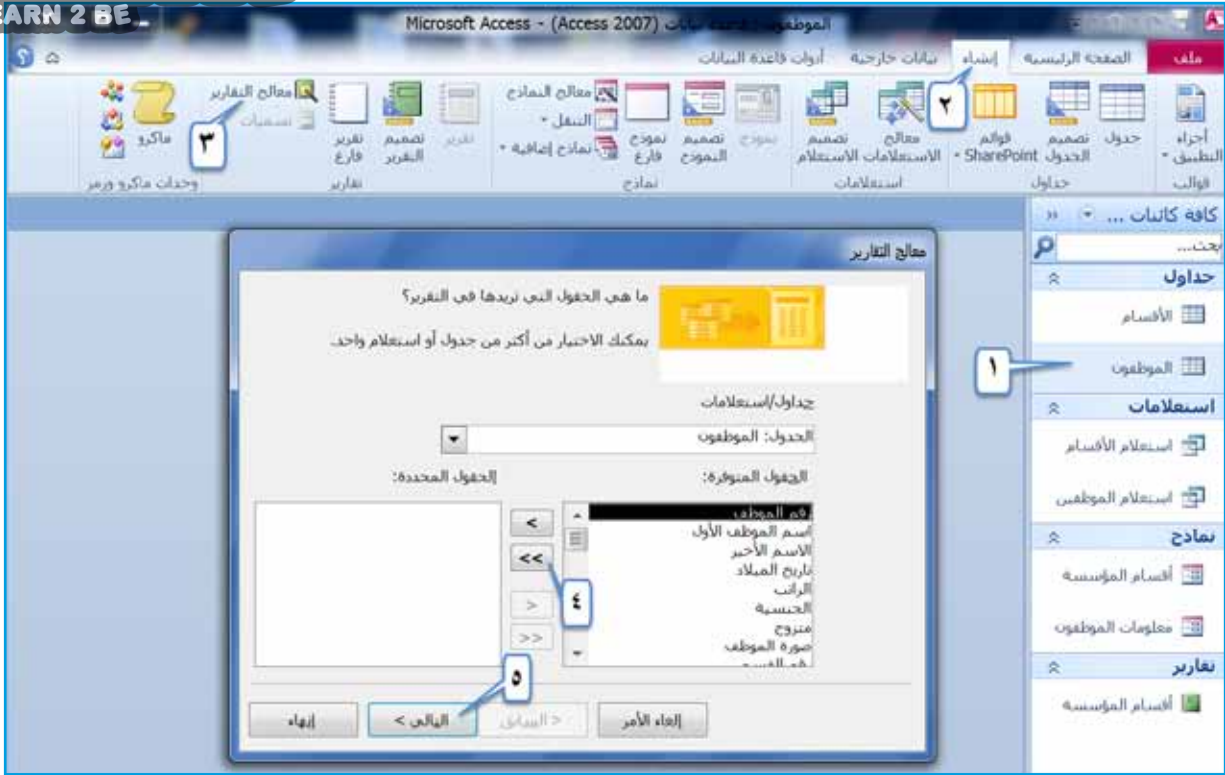 EARN 2 BE
Microsoft Access - (Access 2007) الموظفون : قاعدة بيانات
ملف
الصفحة الرئيسية
إنشاء
بيانات خارجية
أدوات قاعدة البيانات
أجزاء التطبيق
جدول
تصميم الجدول
قوائم SharePoint
معالج الاستعلامات
تصميم الاستعلام
نموذج
تصميم النموذج
نموذج فارغ
معالج النماذج
التنقل
نماذج إضافية
تقرير
تصميم التقرير
تقرير فارغ
معالج التقارير
تسميات
ماكرو
قوالب
جداول
استعلامات
نماذج
تقارير
وحدات ماكرو ورمز
٢
٣
كافة كائنات ...
بحث...
جداول
الأقسام
الموظفون
١
استعلامات
استعلام الأقسام
استعلام الموظفين
نماذج
أقسام المؤسسة
معلومات الموظفون
تقارير
أقسام المؤسسة
معالج التقارير
ما هي الحقول التي تريدها في التقرير؟
يمكنك الاختيار من أكثر من جدول أو استعلام واحد.
جداول/استعلامات
الجدول: الموظفون
الحقول المتوفرة:
الحقول المحددة:
رقم الموظف
اسم الموظف الأول
الاسم الأخير
تاريخ الميلاد
الراتب
الجنسية
متزوج
صورة الموظف
رقم القسم
>
>>
<
<<
٤
٥
إلغاء الأمر
< السابق
التالي >
إنهاء